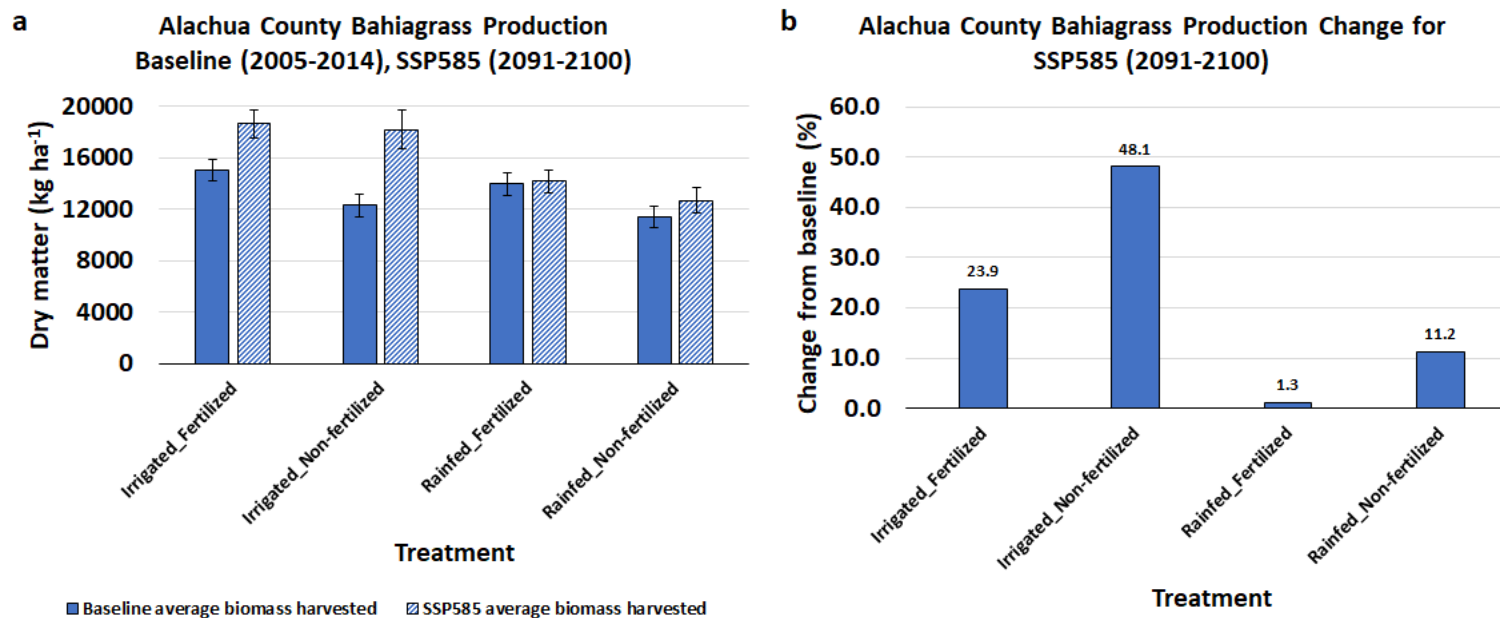 a
Alachua County Bahiagrass Production
Baseline (2005-2014), SSP585 (2091-2100)
Dry matter (kg ha⁻¹)
20000
16000
12000
8000
4000
0
Irrigated_Fertilized
Irrigated_Non-fertilized
Rainfed_Fertilized
Rainfed_Non-fertilized
Treatment
Baseline average biomass harvested
SSP585 average biomass harvested
b
Alachua County Bahiagrass Production Change for
SSP585 (2091-2100)
Change from baseline (%)
60.0
50.0
40.0
30.0
20.0
10.0
0.0
23.9
48.1
1.3
11.2
Irrigated_Fertilized
Irrigated_Non-fertilized
Rainfed_Fertilized
Rainfed_Non-fertilized
Treatment